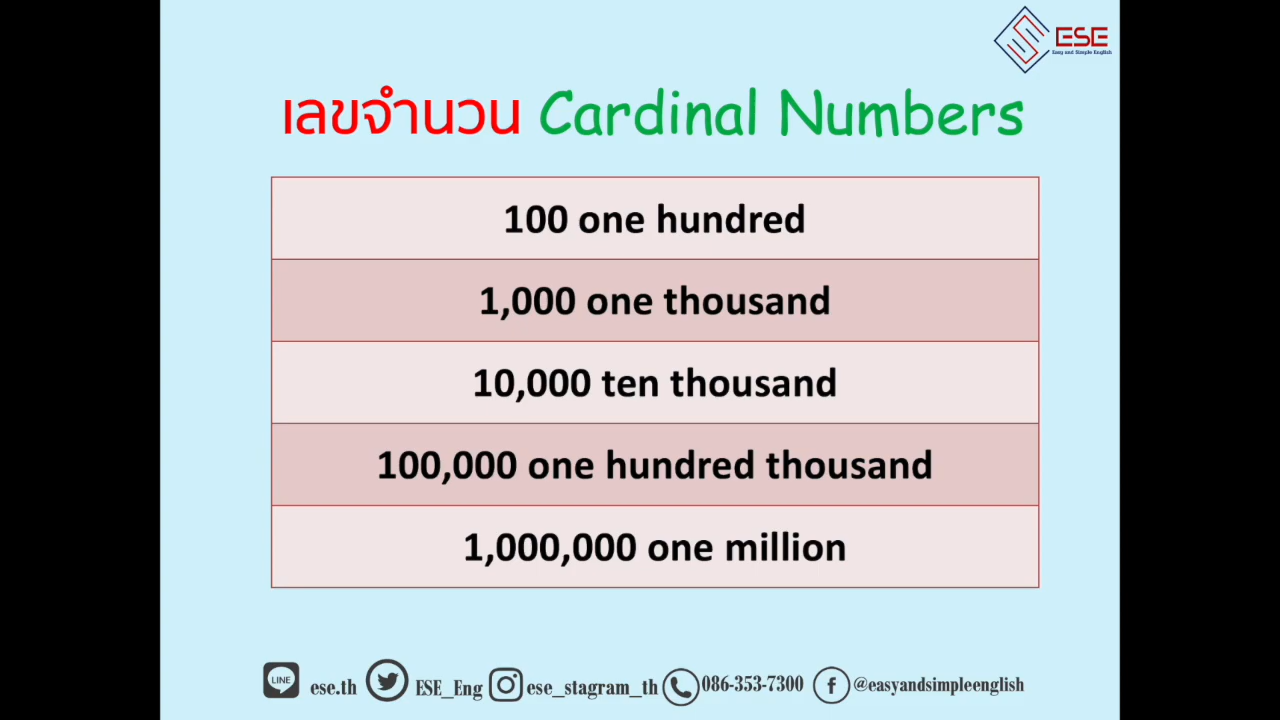 ESE
Easy and Simple English
เลขจำนวน Cardinal Numbers
100 one hundred
1,000 one thousand
10,000 ten thousand
100,000 one hundred thousand
1,000,000 one million
LINE ese.th ESE_Eng ese_stagram_th 086-353-7300 f @easyandsimpleenglish